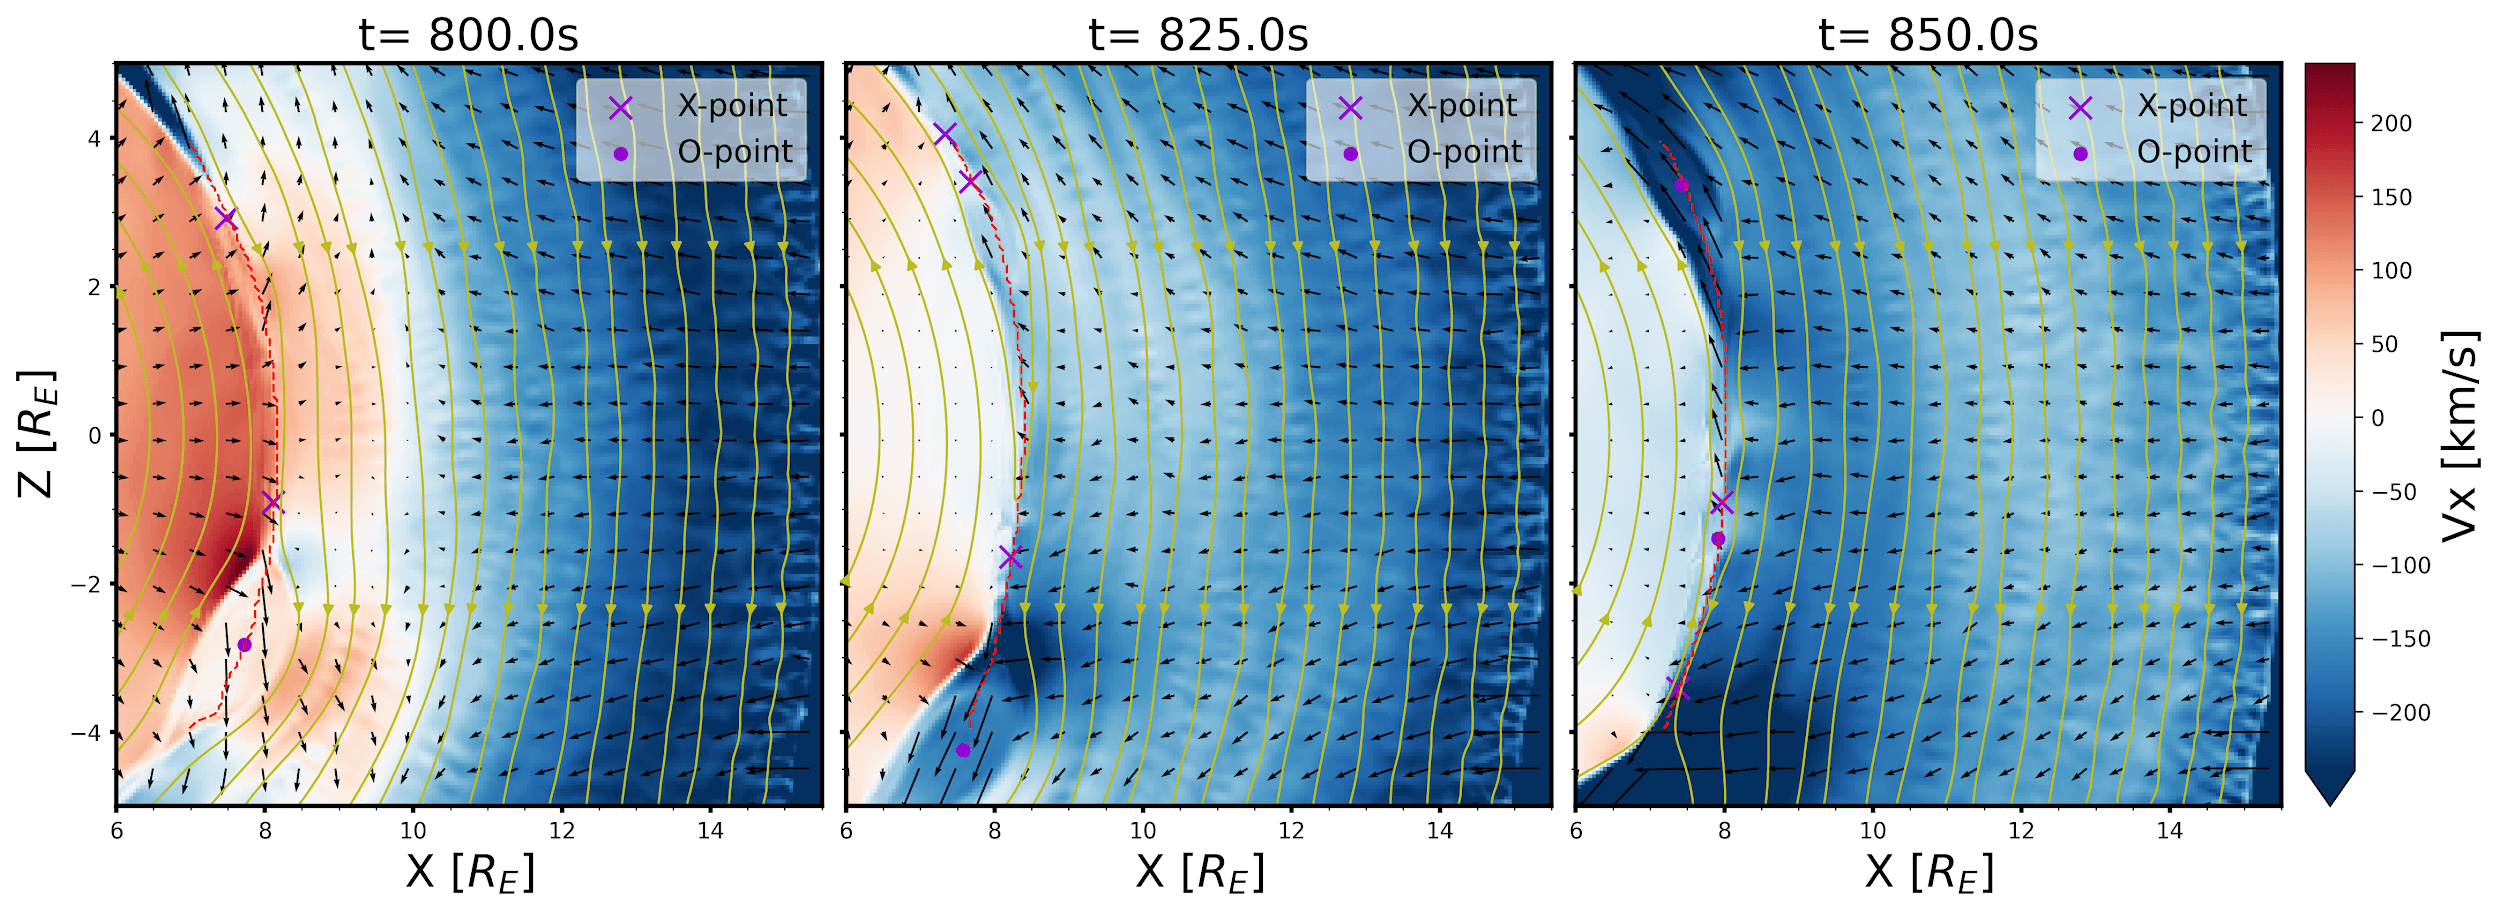 t= 800.0s
t= 825.0s
t= 850.0s
X-point
O-point
X-point
O-point
X-point
O-point
Z [R_E]
4
2
0
−2
−4
6
8
10
12
14
6
8
10
12
14
6
8
10
12
14
X [R_E]
X [R_E]
X [R_E]
200
150
100
50
0
−50
−100
−150
−200
Vx [km/s]